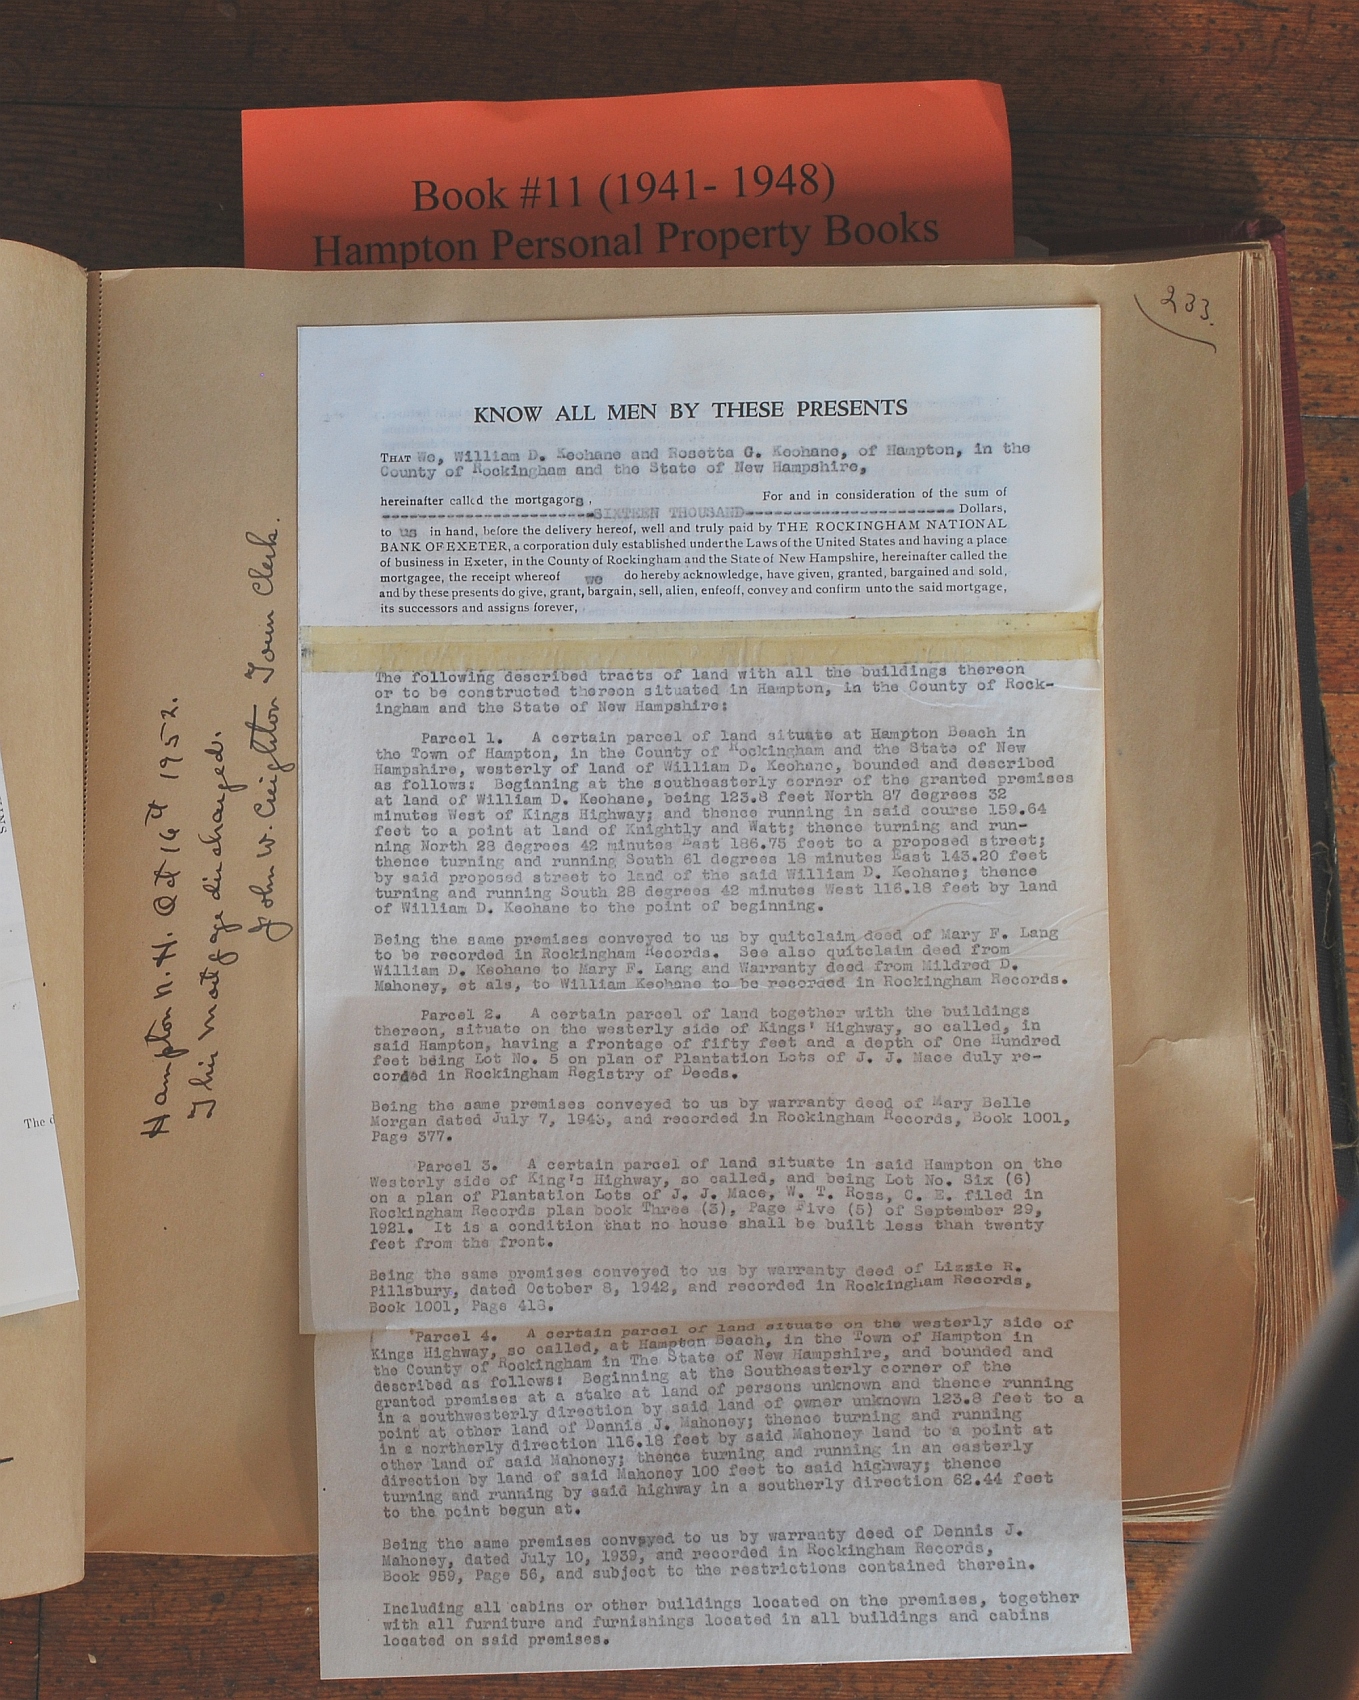 Book #11 (1941- 1948)
Hampton Personal Property Books
233.
KNOW ALL MEN BY THESE PRESENTS
THAT We, William D. Keohane and Rosetta G. Keohane, of Hampton, in the
County of Rockingham and the State of New Hampshire,
hereinafter called the mortgagors, For and in consideration of the sum of
--------------------SIXTEEN THOUSAND-------------------- Dollars,
to us in hand, before the delivery hereof, well and truly paid by THE ROCKINGHAM NATIONAL
BANK OF EXETER, a corporation duly established under the Laws of the United States and having a place
of business in Exeter, in the County of Rockingham and the State of New Hampshire, hereinafter called the
mortgagee, the receipt whereof we do hereby acknowledge, have given, granted, bargained and sold,
and by these presents do give, grant, bargain, sell, alien, enfeoff, convey and confirm unto the said mortgage,
its successors and assigns forever,
The following described tracts of land with all the buildings thereon
or to be constructed thereon situated in Hampton, in the County of Rock-
ingham and the State of New Hampshire:
Parcel 1. A certain parcel of land situate at Hampton Beach in
the Town of Hampton, in the County of Rockingham and the State of New
Hampshire, westerly of land of William D. Keohane, bounded and described
as follows: Beginning at the southeasterly corner of the granted premises
at land of William D. Keohane, being 123.8 feet North 87 degrees 32
minutes West of Kings Highway; and thence running in said course 159.64
feet to a point at land of Knightly and Watt; thence turning and run-
ning North 28 degrees 42 minutes East 186.75 feet to a proposed street;
thence turning and running South 61 degrees 18 minutes East 143.20 feet
by said proposed street to land of the said William D. Keohane; thence
turning and running South 28 degrees 42 minutes West 116.18 feet by land
of William D. Keohane to the point of beginning.
Being the same premises conveyed to us by quitclaim deed of Mary F. Lang
to be recorded in Rockingham Records. See also quitclaim deed from
William D. Keohane to Mary F. Lang and Warranty deed from Mildred D.
Mahoney, et als, to William Keohane to be recorded in Rockingham Records.
Parcel 2. A certain parcel of land together with the buildings
thereon, situate on the westerly side of Kings' Highway, so called, in
said Hampton, having a frontage of fifty feet and a depth of One Hundred
feet being Lot No. 5 on plan of Plantation Lots of J. J. Mace duly re-
corded in Rockingham Registry of Deeds.
Being the same premises conveyed to us by warranty deed of Mary Belle
Morgan dated July 7, 1943, and recorded in Rockingham Records, Book 1001,
Page 377.
Parcel 3. A certain parcel of land situate in said Hampton on the
Westerly side of King's Highway, so called, and being Lot No. Six (6)
on a plan of Plantation Lots of J. J. Mace, W. T. Ross, C. E. filed in
Rockingham Records plan book Three (3), Page Five (5) of September 29,
1921. It is a condition that no house shall be built less than twenty
feet from the front.
Being the same premises conveyed to us by warranty deed of Lizzie R.
Pillsbury, dated October 8, 1942, and recorded in Rockingham Records,
Book 1001, Page 413.
Parcel 4. A certain parcel of land situate on the westerly side of
Kings Highway, so called, at Hampton Beach, in the Town of Hampton in
the County of Rockingham in The State of New Hampshire, and bounded and
described as follows: Beginning at the Southeasterly corner of the
granted premises at a stake at land of persons unknown and thence running
in a southwesterly direction by said land of owner unknown 123.8 feet to a
point at other land of Dennis J. Mahoney; thence turning and running
in a northerly direction 116.18 feet by said Mahoney land to a point at
other land of said Mahoney; thence turning and running in an easterly
direction by land of said Mahoney 100 feet to said highway; thence
turning and running by said highway in a southerly direction 62.44 feet
to the point begun at.
Being the same premises conveyed to us by warranty deed of Dennis J.
Mahoney, dated July 10, 1939, and recorded in Rockingham Records,
Book 959, Page 56, and subject to the restrictions contained therein.
Including all cabins or other buildings located on the premises, together
with all furniture and furnishings located in all buildings and cabins
located on said premises.
Hampton N.H. Oct 16th 1952.
This mortgage discharged.
John W. Creighton Town Clerk.
The